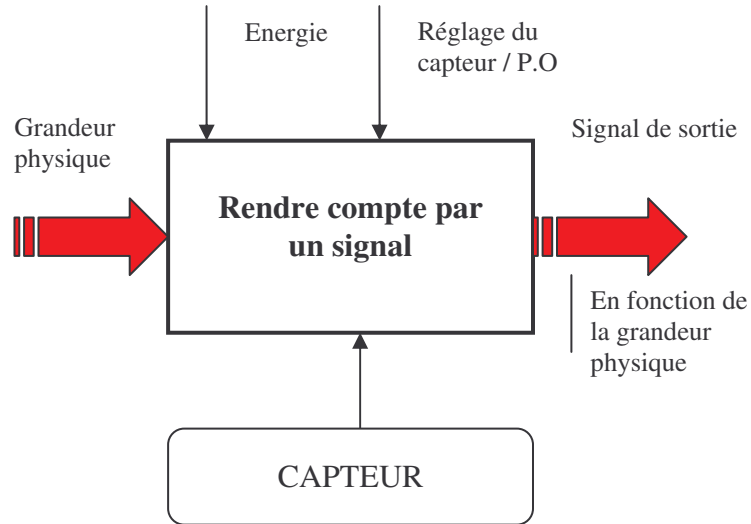 Energie
Réglage du
capteur / P.O
Grandeur
physique
Signal de sortie
Rendre compte par
un signal
En fonction de
la grandeur
physique
CAPTEUR